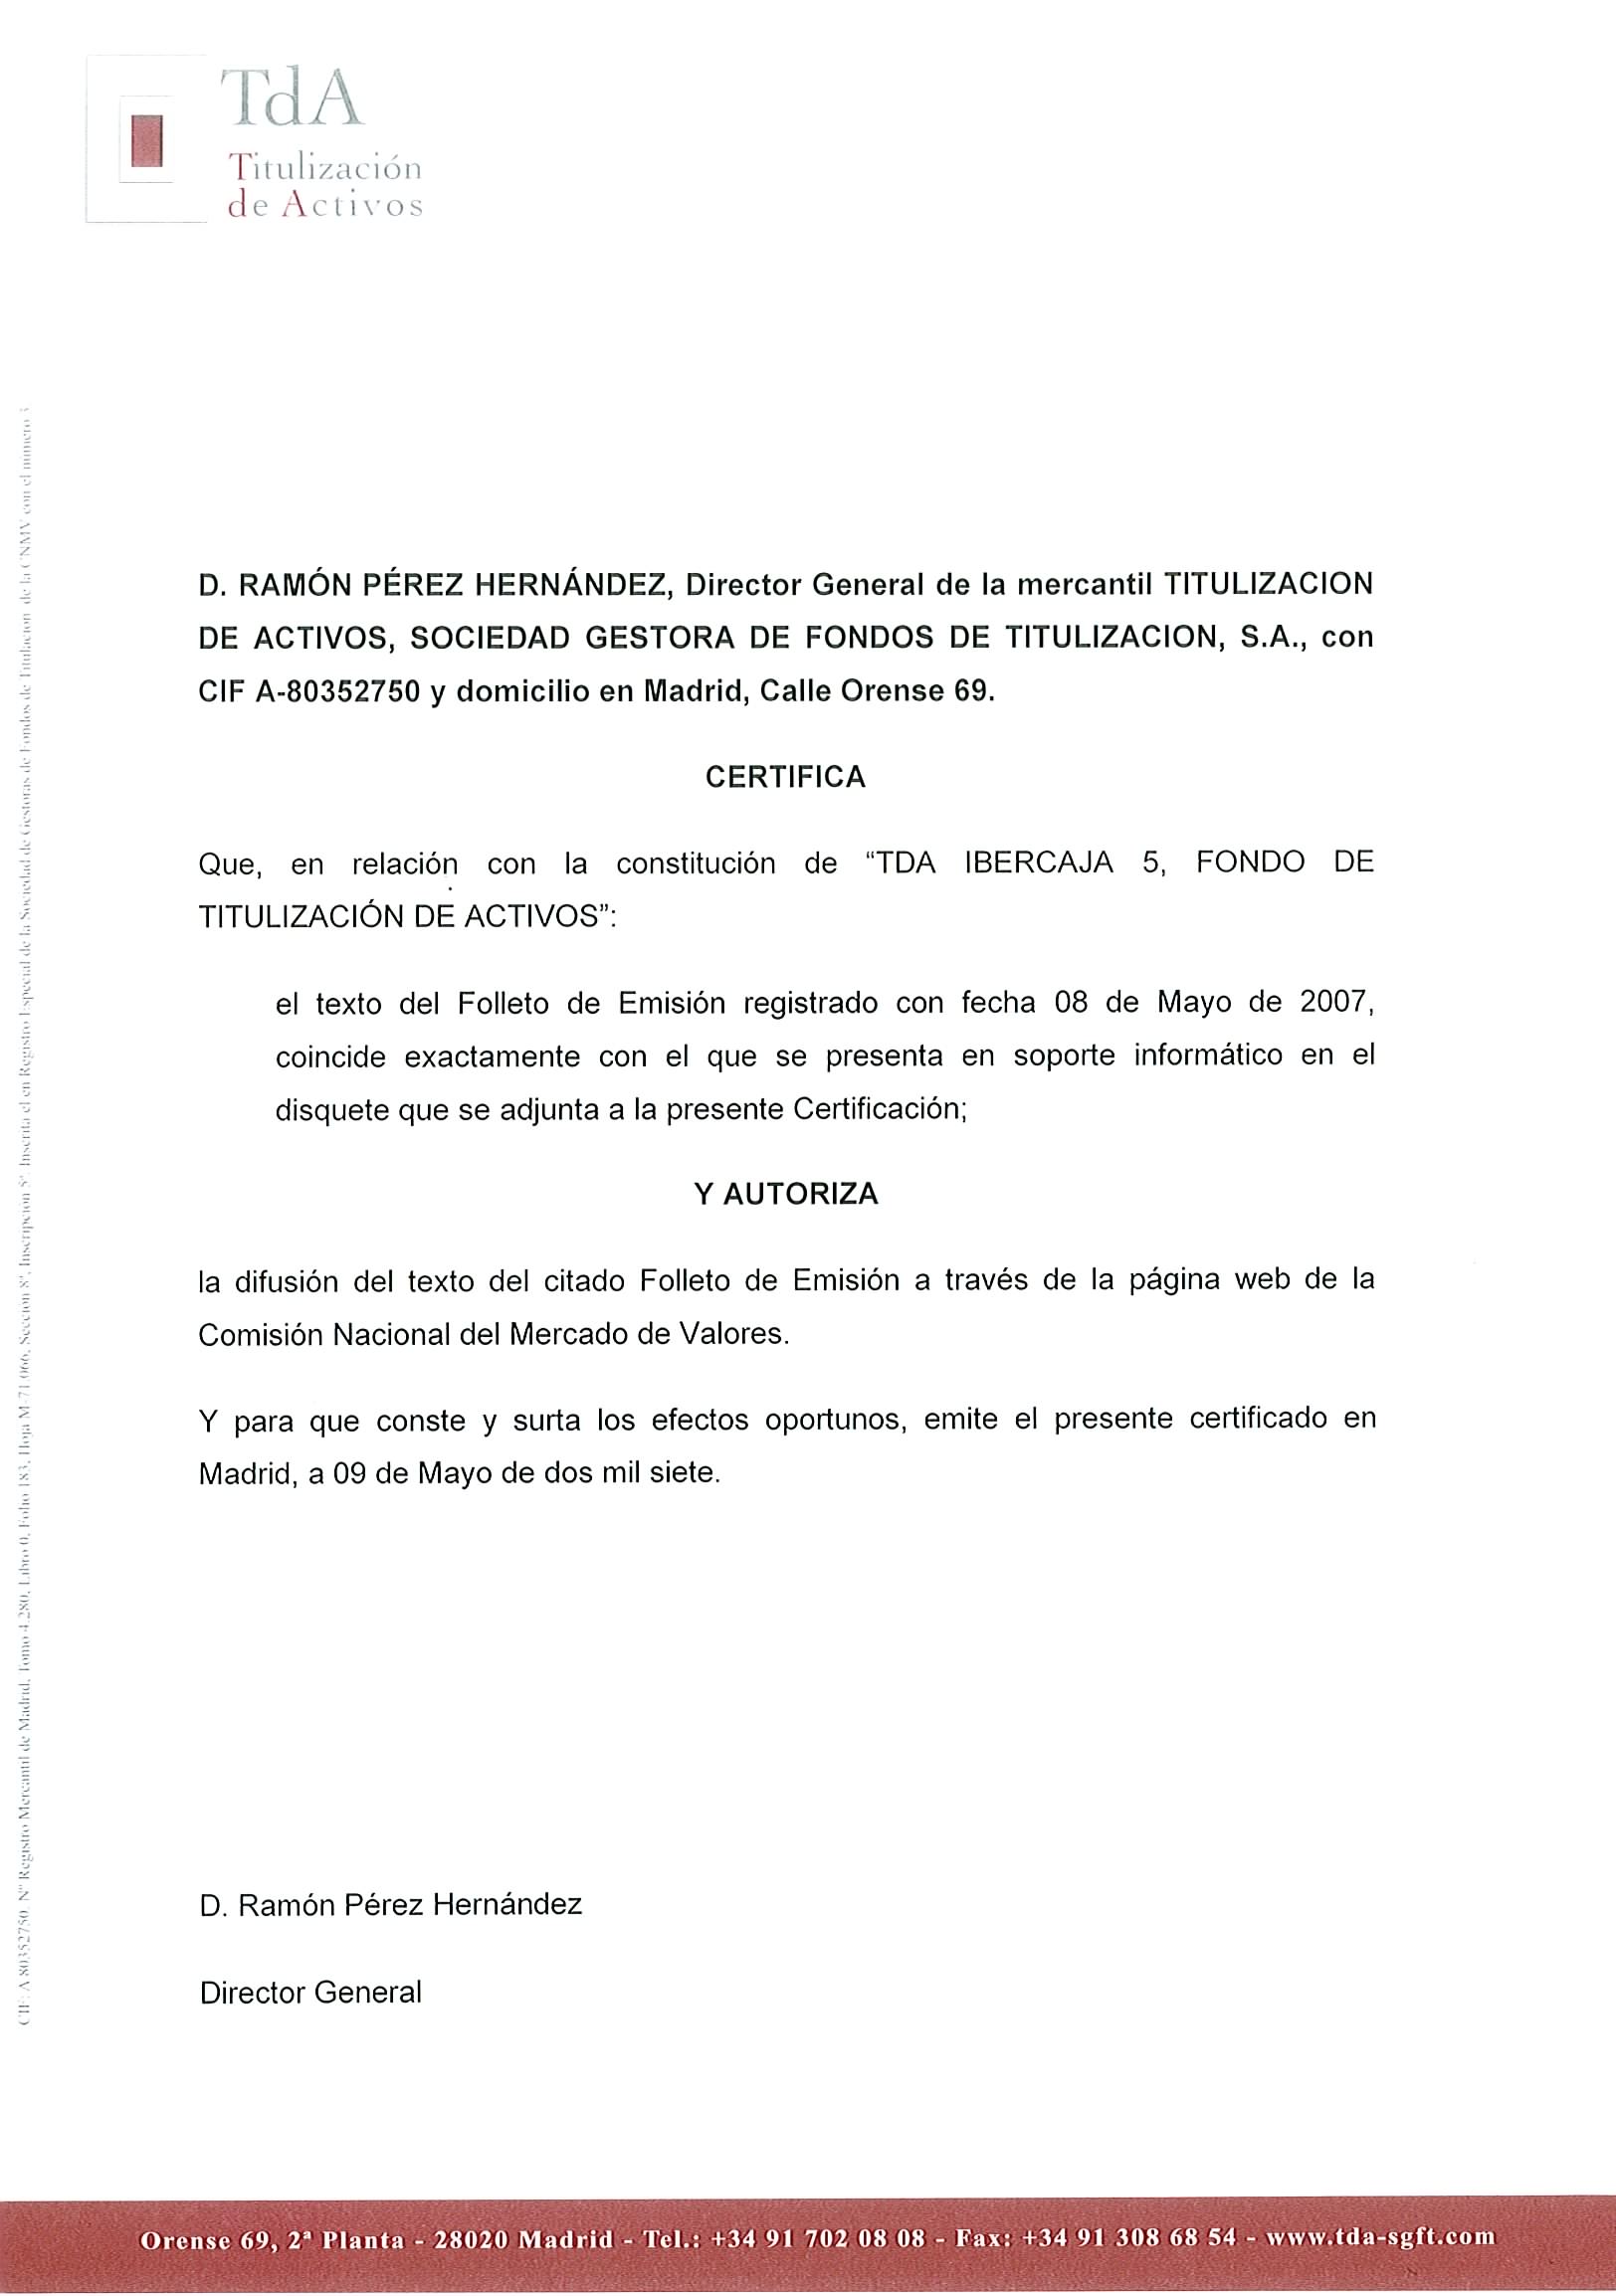 TdA
Titulización
de Activos
D. RAMÓN PÉREZ HERNÁNDEZ, Director General de la mercantil TITULIZACION
DE ACTIVOS, SOCIEDAD GESTORA DE FONDOS DE TITULIZACION, S.A., con
CIF A-80352750 y domicilio en Madrid, Calle Orense 69.
CERTIFICA
Que, en relación con la constitución de “TDA IBERCAJA 5, FONDO DE
TITULIZACIÓN DE ACTIVOS”:
el texto del Folleto de Emisión registrado con fecha 08 de Mayo de 2007,
coincide exactamente con el que se presenta en soporte informático en el
disquete que se adjunta a la presente Certificación;
Y AUTORIZA
la difusión del texto del citado Folleto de Emisión a través de la página web de la
Comisión Nacional del Mercado de Valores.
Y para que conste y surta los efectos oportunos, emite el presente certificado en
Madrid, a 09 de Mayo de dos mil siete.
D. Ramón Pérez Hernández
Director General
CIF: A 80352750. Nº Registro Mercantil de Madrid, Tomo 4.280, Libro 0, Folio 183, Hoja M-71.066, Sección 8ª, Inscripción 5ª. Inscrita el en Registro Especial de la Sociedad de Gestoras de Fondos de Titulación de la CNMV con el número 3
Orense 69, 2ª Planta - 28020 Madrid - Tel.: +34 91 702 08 08 - Fax: +34 91 308 68 54 - www.tda-sgft.com